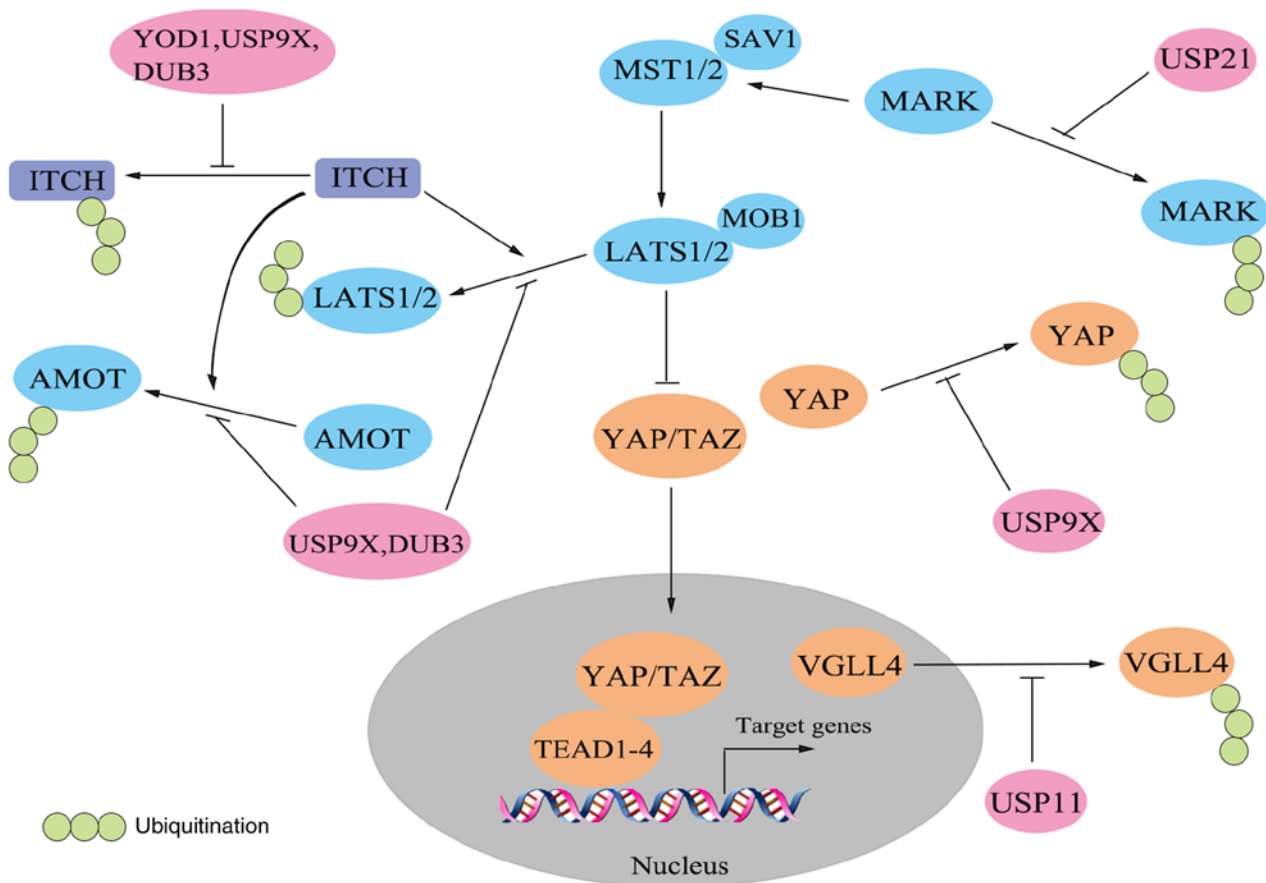 YOD1,USP9X,
DUB3
SAV1
MST1/2
MARK
USP21
ITCH
ITCH
MARK
MOB1
LATS1/2
LATS1/2
YAP
AMOT
YAP
AMOT
YAP/TAZ
USP9X
USP9X,DUB3
YAP/TAZ
VGLL4
VGLL4
Target genes
TEAD1-4
USP11
Ubiquitination
Nucleus